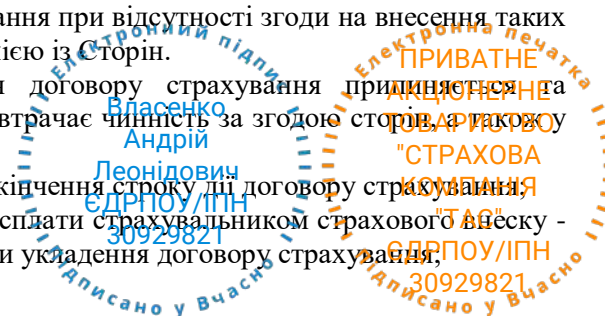 ання при відсутності згоди на внесення таких
нією із Сторін.
я договору страхування припиняється та
втрачає чинність за згодою сторін, а також у
кінчення строку дії договору страхування;
сплати страхувальником страхового внеску -
и укладення договору страхування;
Електронний підпис
Власенко
Андрій
Леонідович
ЄДРПОУ/ІПН
30929821
Підписано у Вчасно
Електронна печатка
ПРИВАТНЕ
АКЦІОНЕРНЕ
ТОВАРИСТВО
"СТРАХОВА
КОМПАНІЯ
"ТАС"
ЄДРПОУ/ІПН
30929821
Підписано у Вчасно